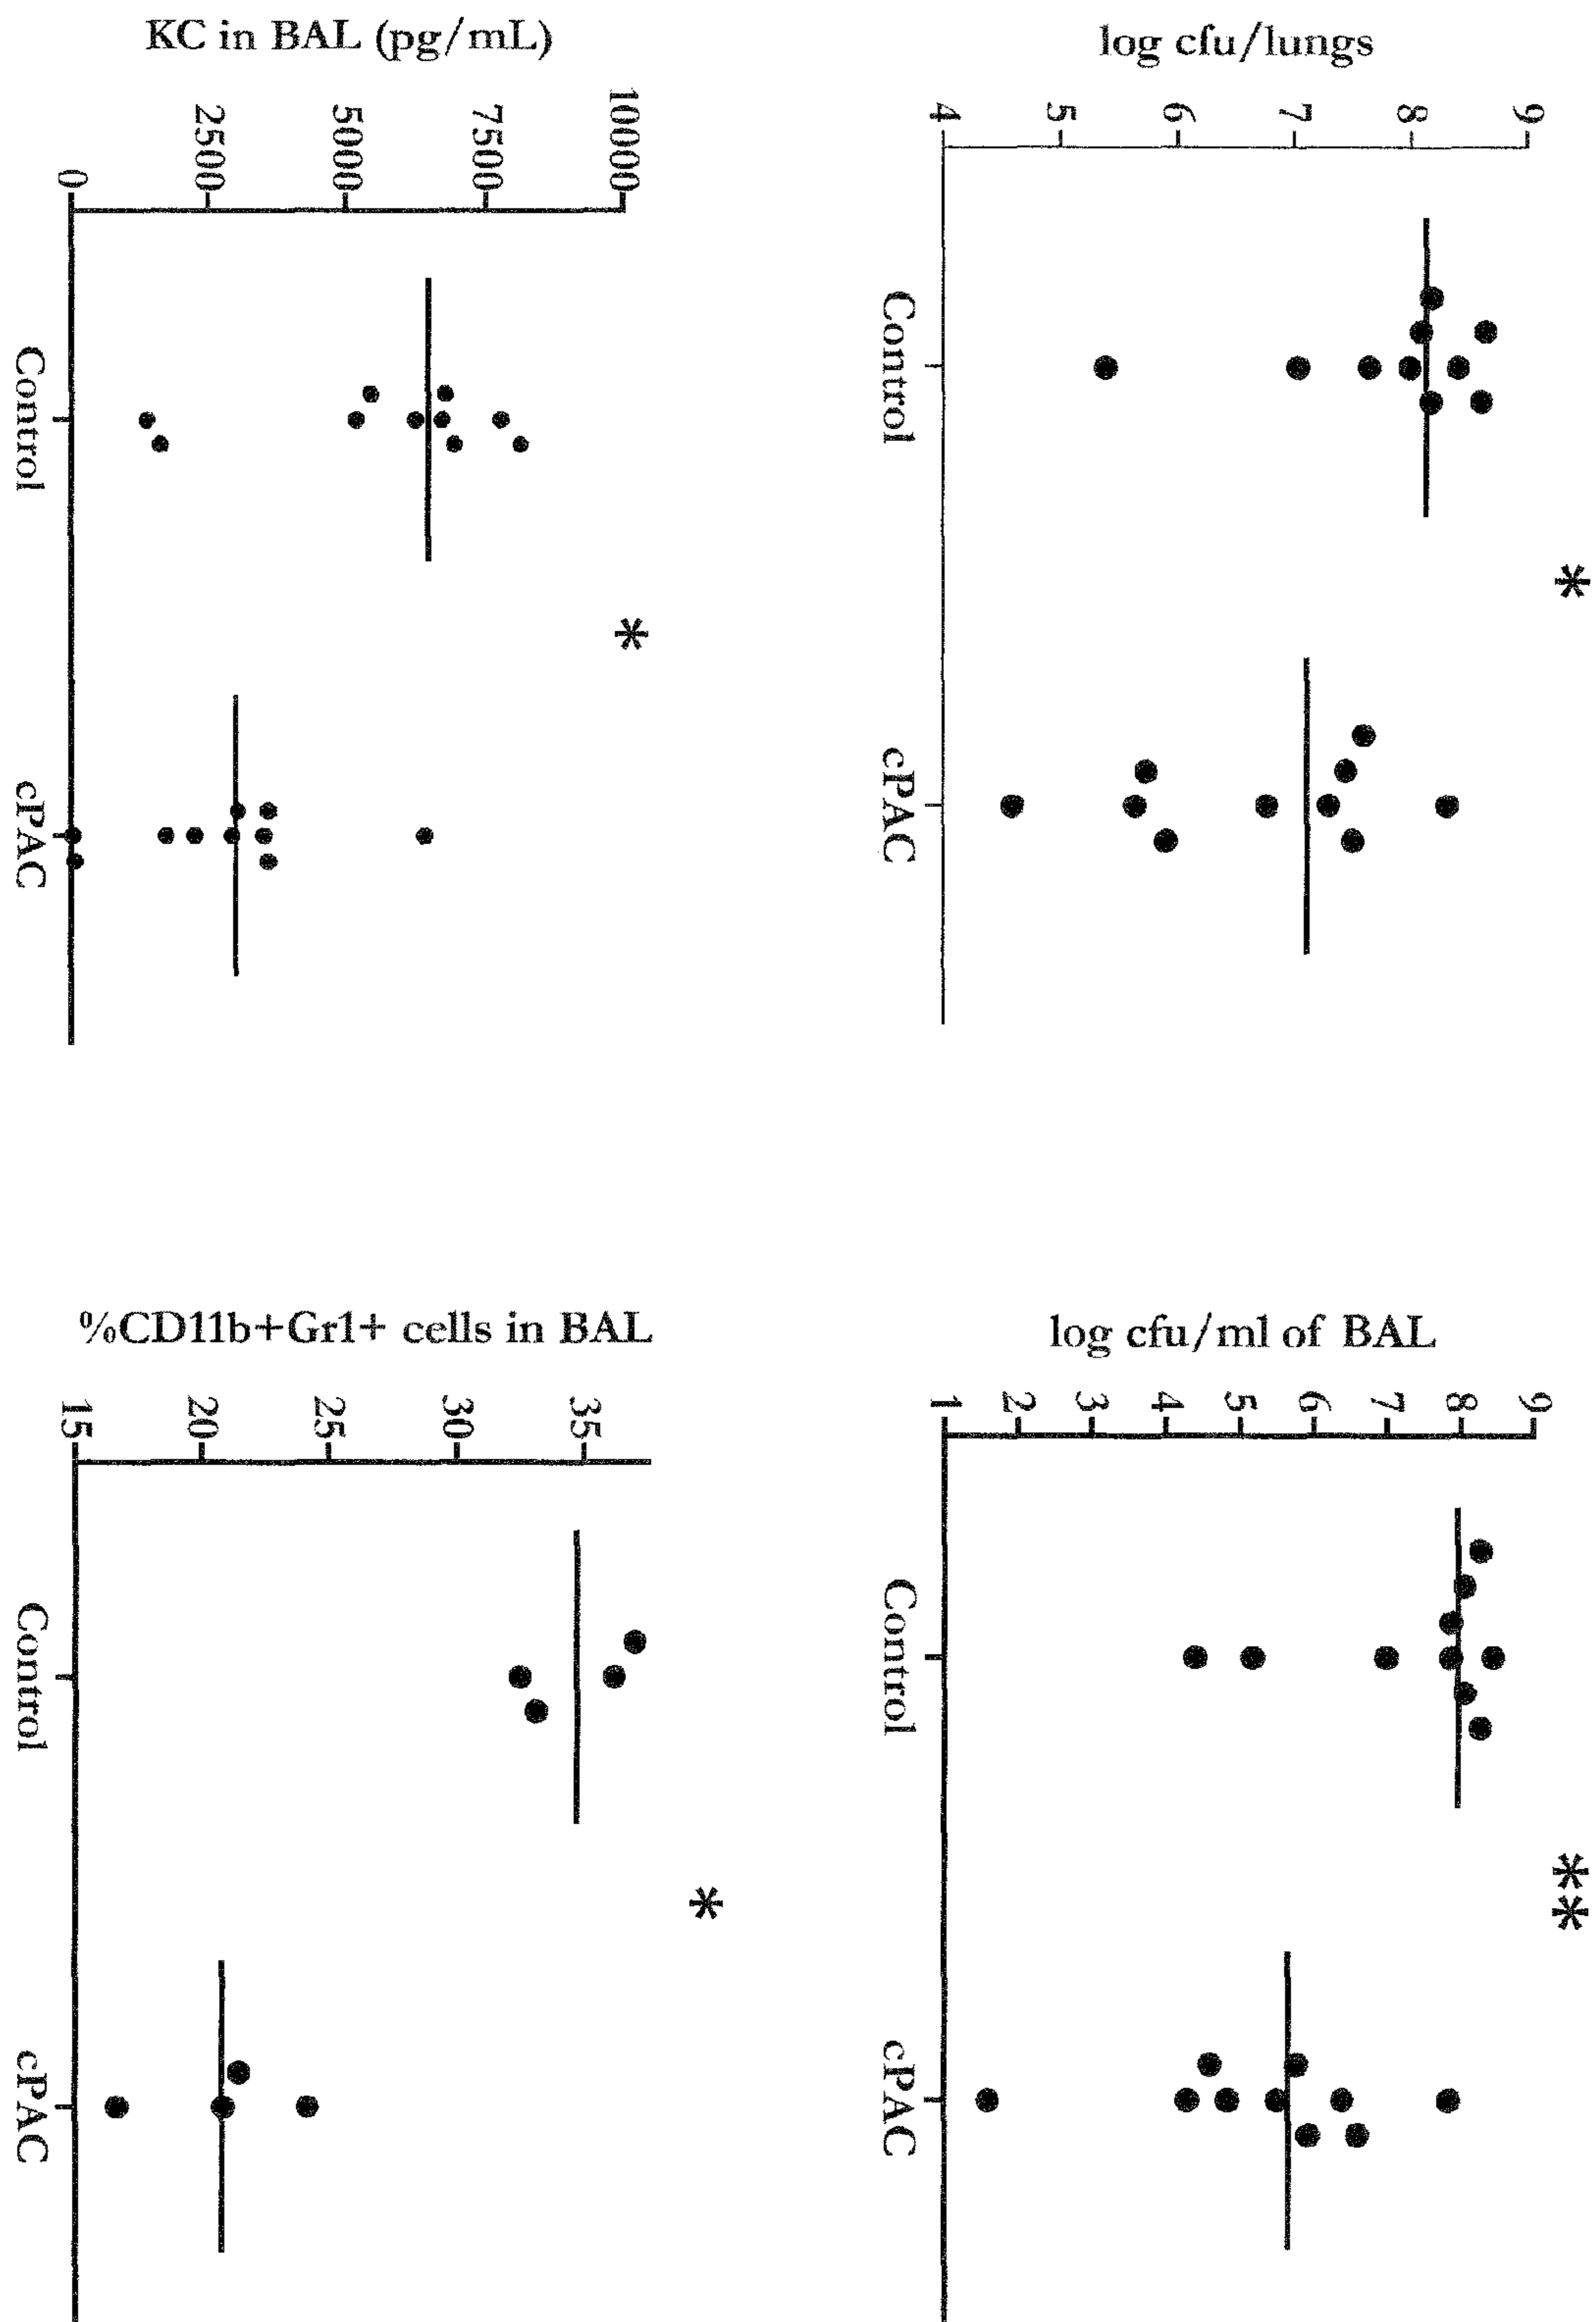 log cfu/lungs
9
8
7
6
5
4
*
Control
cPAC
log cfu/ml of BAL
9
8
7
6
5
4
3
2
1
**
Control
cPAC
KC in BAL (pg/mL)
10000
7500
5000
2500
0
*
Control
cPAC
%CD11b+Gr1+ cells in BAL
35
30
25
20
15
*
Control
cPAC